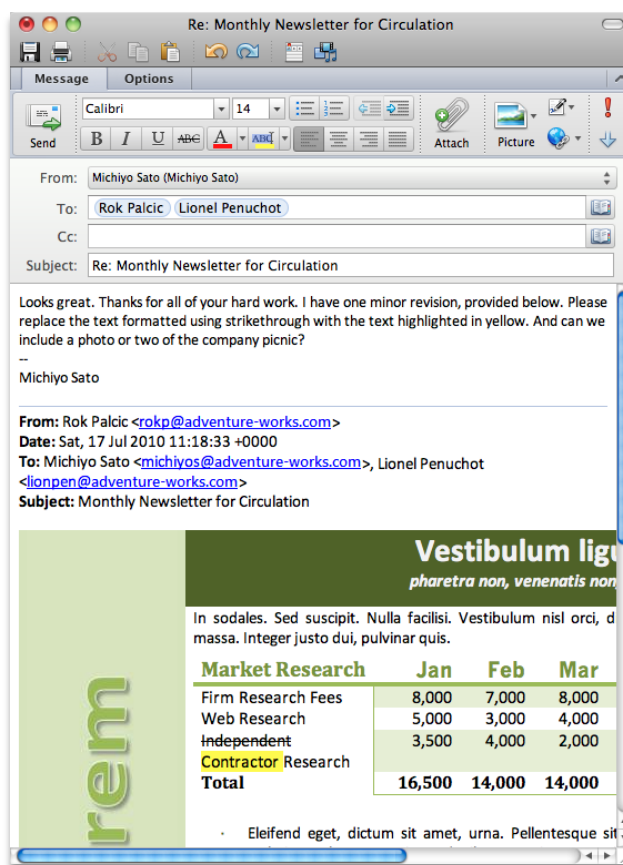 Re: Monthly Newsletter for Circulation
Message Options
Calibri 14
Send B I U ABC A ABC Attach Picture
From: Michiyo Sato (Michiyo Sato)
To: Rok Palcic Lionel Penuchot
Cc:
Subject: Re: Monthly Newsletter for Circulation
Looks great. Thanks for all of your hard work. I have one minor revision, provided below. Please
replace the text formatted using strikethrough with the text highlighted in yellow. And can we
include a photo or two of the company picnic?
--
Michiyo Sato
From: Rok Palcic <rokp@adventure-works.com>
Date: Sat, 17 Jul 2010 11:18:33 +0000
To: Michiyo Sato <michiyos@adventure-works.com>, Lionel Penuchot
<lionpen@adventure-works.com>
Subject: Monthly Newsletter for Circulation
Vestibulum ligu
pharetra non, venenatis non,
In sodales. Sed suscipit. Nulla facilisi. Vestibulum nisl orci, d
massa. Integer justo dui, pulvinar quis.
Market Research Jan Feb Mar
Firm Research Fees 8,000 7,000 8,000
Web Research 5,000 3,000 4,000
Independent 3,500 4,000 2,000
Contractor Research
Total 16,500 14,000 14,000
· Eleifend eget, dictum sit amet, urna. Pellentesque sit
rem